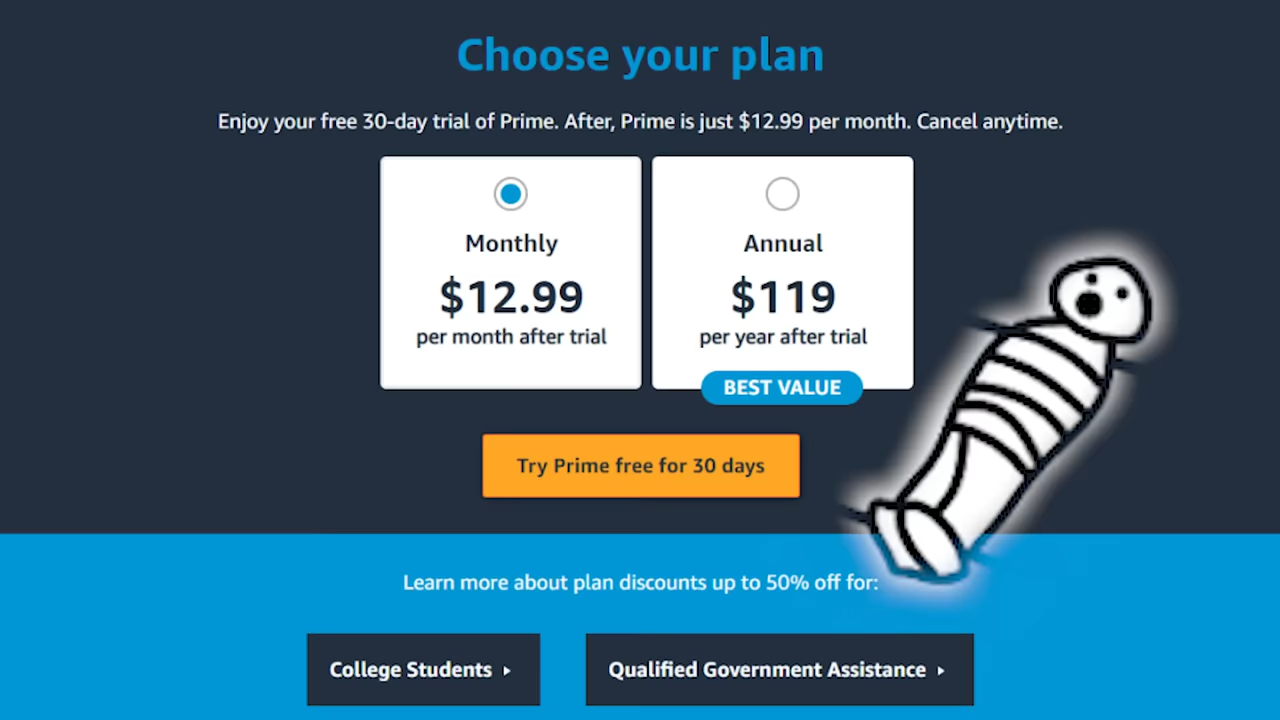 Choose your plan
Enjoy your free 30-day trial of Prime. After, Prime is just $12.99 per month. Cancel anytime.
Monthly
$12.99
per month after trial
Annual
$119
per year after trial
BEST VALUE
Try Prime free for 30 days
Learn more about plan discounts up to 50% off for:
College Students ▸
Qualified Government Assistance ▸